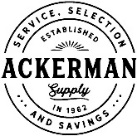 SERVICE, SELECTION
ESTABLISHED
ACKERMAN
Supply
IN 1962
AND SAVINGS